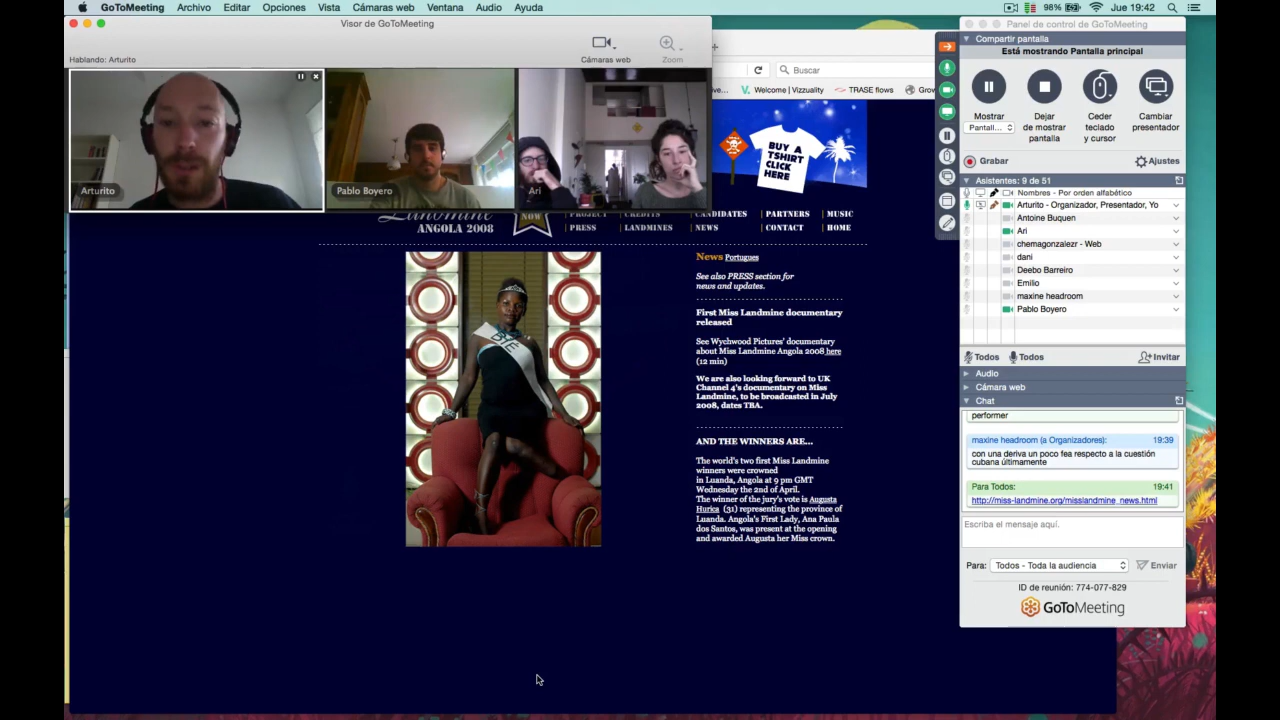 GoToMeeting Archivo Editar Opciones Vista Cámaras web Ventana Audio Ayuda 98% Jue 19:42
Visor de GoToMeeting
Hablando: Arturito
Cámaras web
Zoom
Arturito
Pablo Boyero
Ari
Buscar
Welcome | Vizzuality
TRASE flows
BUY A
TSHIRT
CLICK
HERE
Landmine
ANGOLA 2008
NOW
PROJECT
CREDITS
CANDIDATES
PARTNERS
MUSIC
PRESS
LANDMINES
NEWS
CONTACT
HOME
BIÉ
News Portugues
See also PRESS section for
news and updates.
First Miss Landmine documentary
released
See Wychwood Pictures' documentary
about Miss Landmine Angola 2008 here
(12 min)
We are also looking forward to UK
Channel 4's documentary on Miss
Landmine, to be broadcasted in July
2008, dates TBA.
AND THE WINNERS ARE...
The world's two first Miss Landmine
winners were crowned
in Luanda, Angola at 9 pm GMT
Wednesday the 2nd of April.
The winner of the jury's vote is Augusta
Hurica (31) representing the province of
Luanda. Angola's First Lady, Ana Paula
dos Santos, was present at the opening
and awarded Augusta her Miss crown.
Panel de control de GoToMeeting
Compartir pantalla
Está mostrando Pantalla principal
Mostrar
Pantall...
Dejar
de mostrar
pantalla
Ceder
teclado
y cursor
Cambiar
presentador
Grabar
Ajustes
Asistentes: 9 de 51
Nombres - Por orden alfabético
Arturito - Organizador, Presentador, Yo
Antoine Buquen
Ari
chemagonzalezr - Web
dani
Deebo Barreiro
Emilio
maxine headroom
Pablo Boyero
Todos
Todos
Invitar
Audio
Cámara web
Chat
performer
maxine headroom (a Organizadores): 19:39
con una deriva un poco fea respecto a la cuestión
cubana últimamente
Para Todos: 19:41
http://miss-landmine.org/misslandmine_news.html
Escriba el mensaje aquí.
Para: Todos - Toda la audiencia
Enviar
ID de reunión: 774-077-829
GoToMeeting